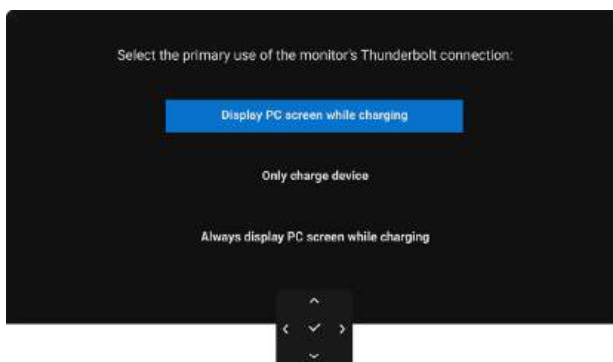 Select the primary use of the monitor's Thunderbolt connection:
Display PC screen while charging
Only charge device
Always display PC screen while charging